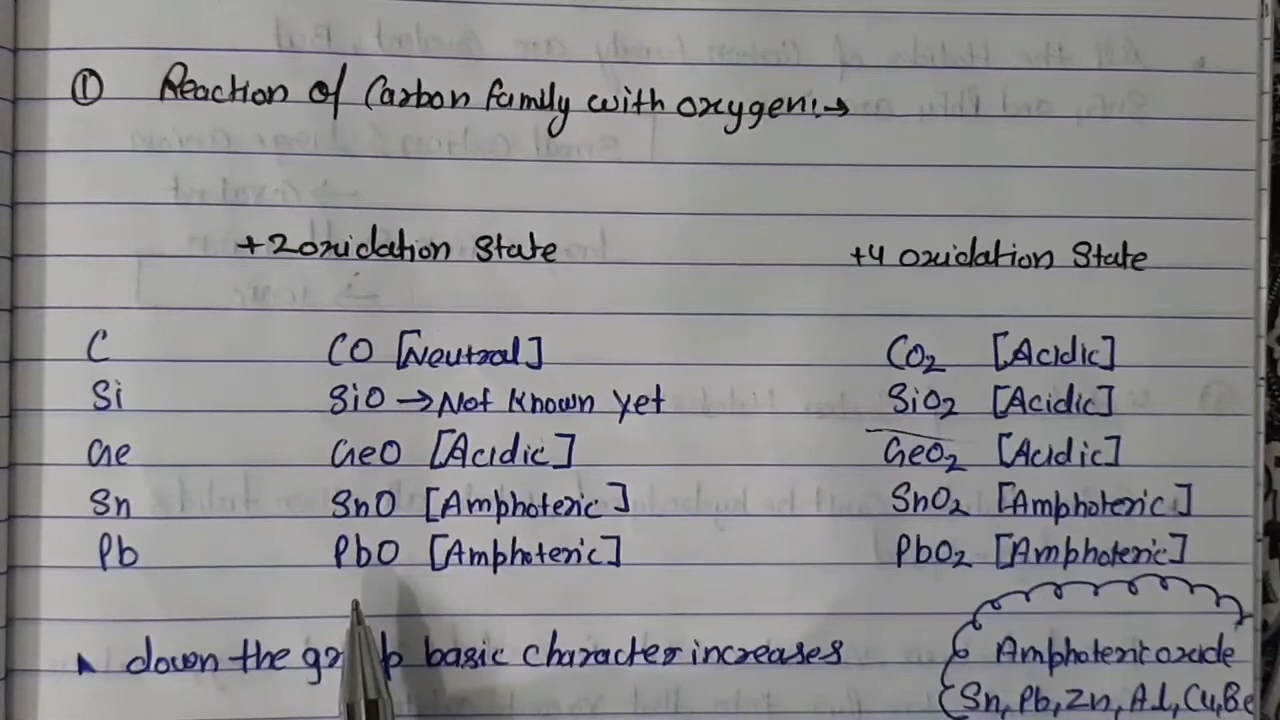 ① Reaction of Carbon family with oxygen:→
+2 oxidation State +4 oxidation State
C CO [Neutral] CO₂ [Acidic]
Si SiO → Not Known yet SiO₂ [Acidic]
Ge GeO [Acidic] GeO₂ [Acidic]
Sn SnO [Amphoteric] SnO₂ [Amphoteric]
Pb PbO [Amphoteric] PbO₂ [Amphoteric]
down the basic character increases Amphoteric oxide
(Sn, Pb, Zn, Al, Cu, Be